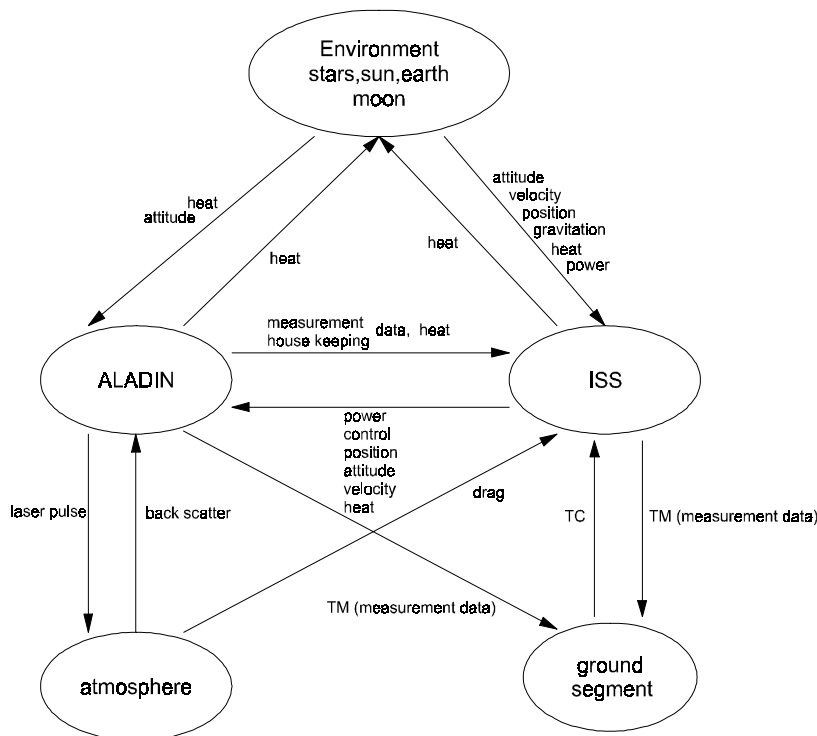 Environment
stars,sun,earth
moon
heat
attitude
heat
heat
attitude
velocity
position
gravitation
heat
power
measurement
house keeping
data, heat
ALADIN
ISS
power
control
position
attitude
velocity
heat
laser pulse
back scatter
drag
TC
TM (measurement data)
TM (measurement data)
atmosphere
ground
segment